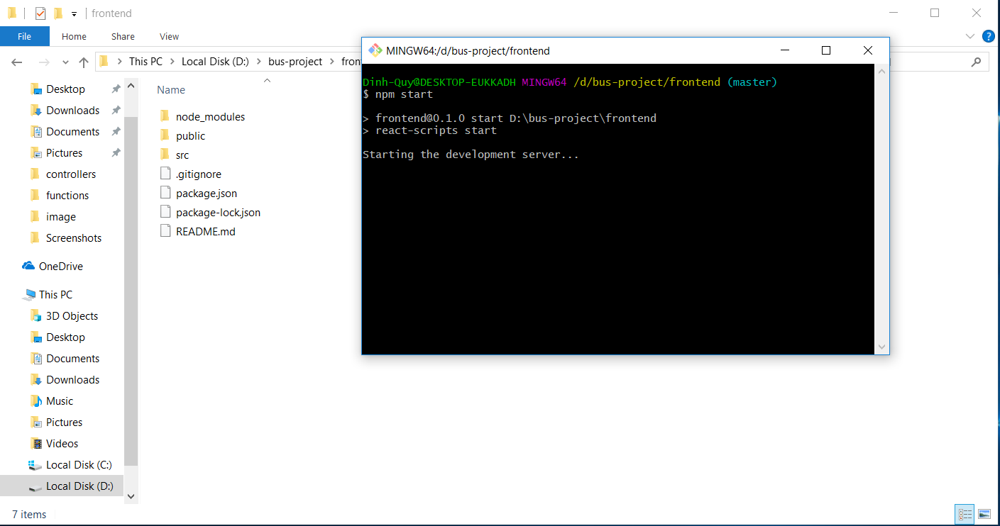 frontend
File Home Share View
This PC Local Disk (D:) bus-project fron
Desktop
Downloads
Documents
Pictures
controllers
functions
image
Screenshots
OneDrive
This PC
3D Objects
Desktop
Documents
Downloads
Music
Pictures
Videos
Local Disk (C:)
Local Disk (D:)
Name
node_modules
public
src
.gitignore
package.json
package-lock.json
README.md
MINGW64:/d/bus-project/frontend
Dinh-Quy@DESKTOP-EUKKADH MINGW64 /d/bus-project/frontend (master)
$ npm start
> frontend@0.1.0 start D:\bus-project\frontend
> react-scripts start
Starting the development server...
7 items